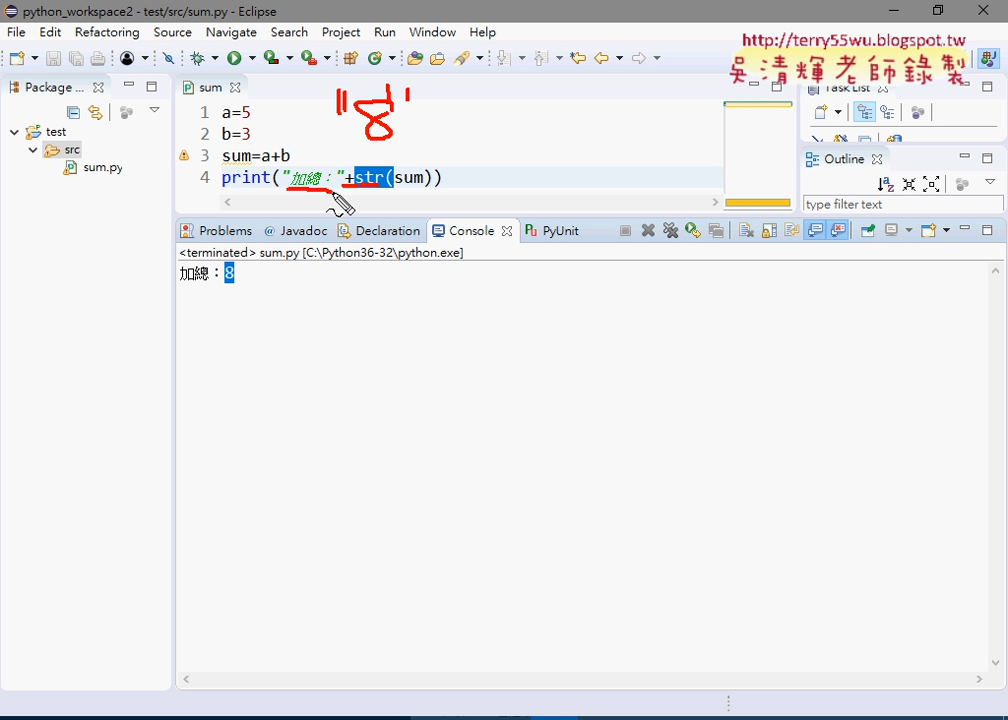 python_workspace2 - test/src/sum.py - Eclipse
File Edit Refactoring Source Navigate Search Project Run Window Help
http://terry55wu.blogspot.tw
吳清輝老師錄製
Package ...
sum
Task List
test
src
sum.py
1 a=5
2 b=3
3 sum=a+b
4 print("加總："+str(sum))
"8"
Outline
type filter text
Problems @ Javadoc Declaration Console PyUnit
<terminated> sum.py [C:\Python36-32\python.exe]
加總：8